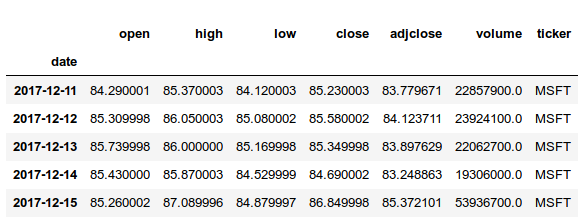 open high low close adjclose volume ticker
date
2017-12-11 84.290001 85.370003 84.120003 85.230003 83.779671 22857900.0 MSFT
2017-12-12 85.309998 86.050003 85.080002 85.580002 84.123711 23924100.0 MSFT
2017-12-13 85.739998 86.000000 85.169998 85.349998 83.897629 22062700.0 MSFT
2017-12-14 85.430000 85.870003 84.529999 84.690002 83.248863 19306000.0 MSFT
2017-12-15 85.260002 87.089996 84.879997 86.849998 85.372101 53936700.0 MSFT